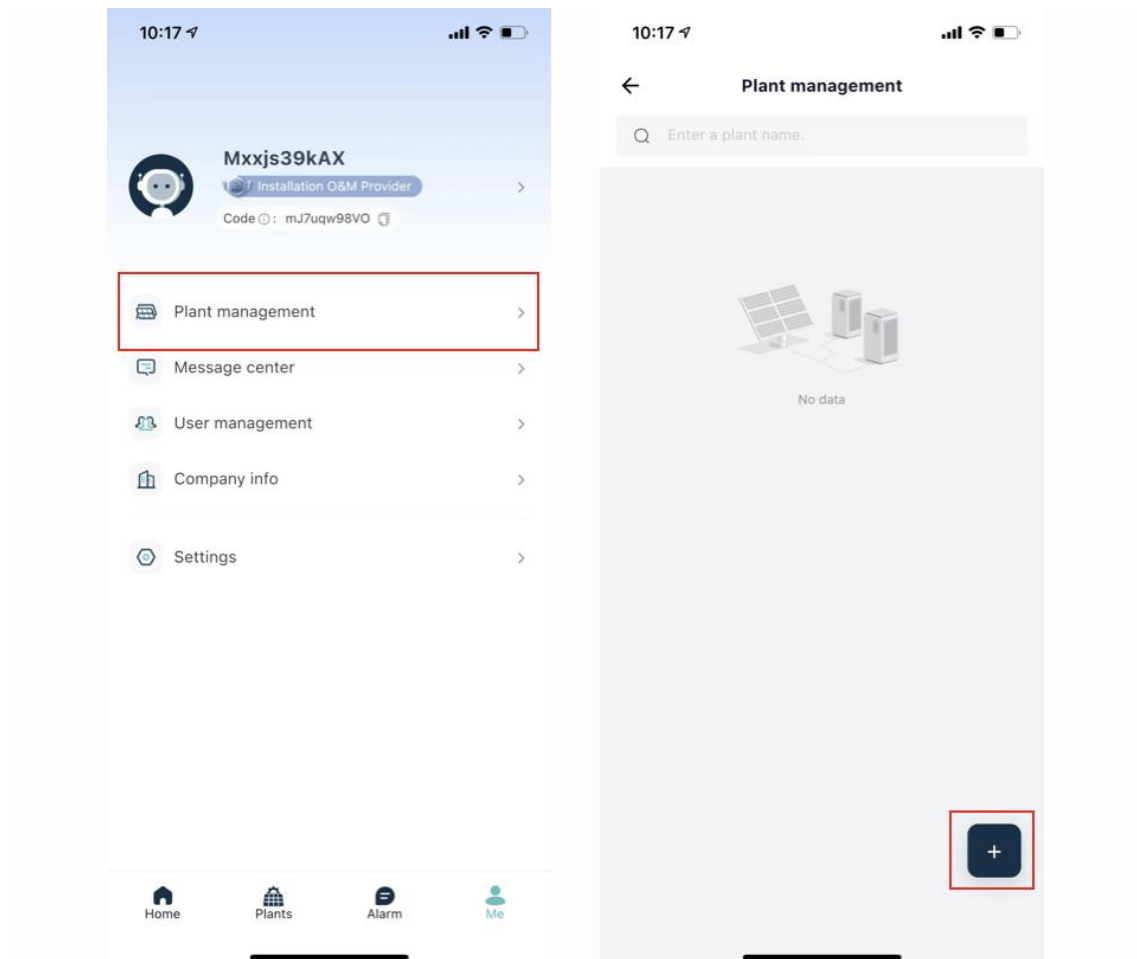 10:17
Mxxjs39kAX
Installation O&M Provider
Code : mJ7uqw98VO
Plant management
Message center
User management
Company info
Settings
Home
Plants
Alarm
Me
10:17
Plant management
Enter a plant name.
No data
+